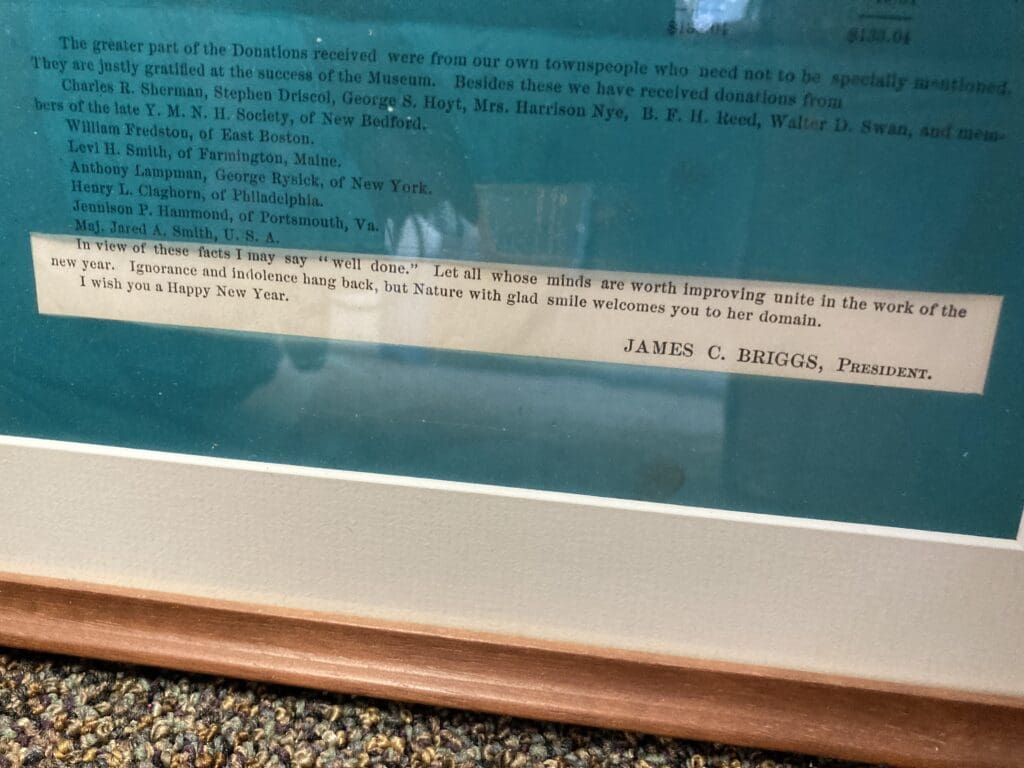 $133.04
The greater part of the Donations received were from our own townspeople who need not to be specially mentioned.
They are justly gratified at the success of the Museum. Besides these we have received donations from
Charles R. Sherman, Stephen Driscol, George S. Hoyt, Mrs. Harrison Nye, B. F. H. Reed, Walter D. Swan, and mem-
bers of the late Y. M. N. H. Society, of New Bedford.
William Fredston, of East Boston.
Levi H. Smith, of Farmington, Maine.
Anthony Lampman, George Rysick, of New York.
Henry L. Claghorn, of Philadelphia.
Jennison P. Hammond, of Portsmouth, Va.
Maj. Jared A. Smith, U. S. A.
In view of these facts I may say "well done." Let all whose minds are worth improving unite in the work of the
new year. Ignorance and indolence hang back, but Nature with glad smile welcomes you to her domain.
I wish you a Happy New Year.
JAMES C. BRIGGS, PRESIDENT.